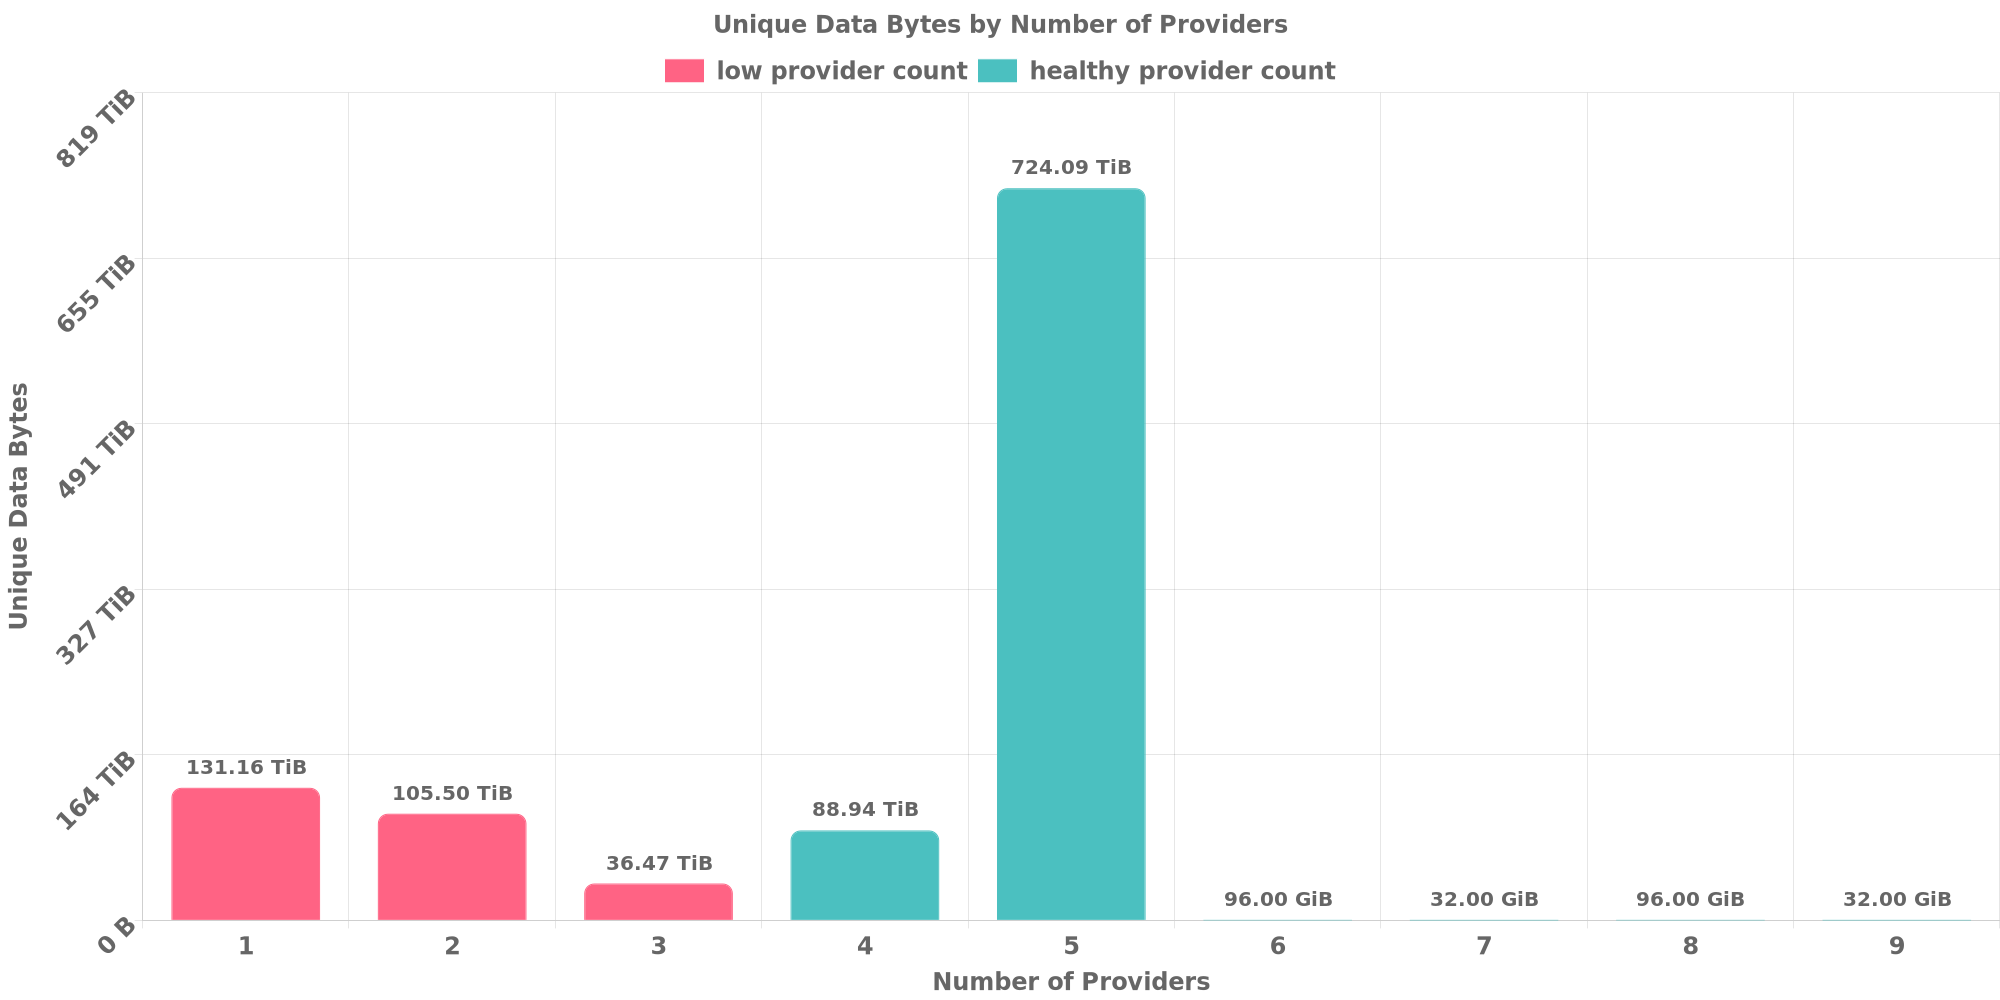 Unique Data Bytes by Number of Providers
low provider count healthy provider count
819 TiB
655 TiB
491 TiB
327 TiB
164 TiB
0 B
Unique Data Bytes
131.16 TiB
105.50 TiB
36.47 TiB
88.94 TiB
724.09 TiB
96.00 GiB
32.00 GiB
96.00 GiB
32.00 GiB
1 2 3 4 5 6 7 8 9
Number of Providers